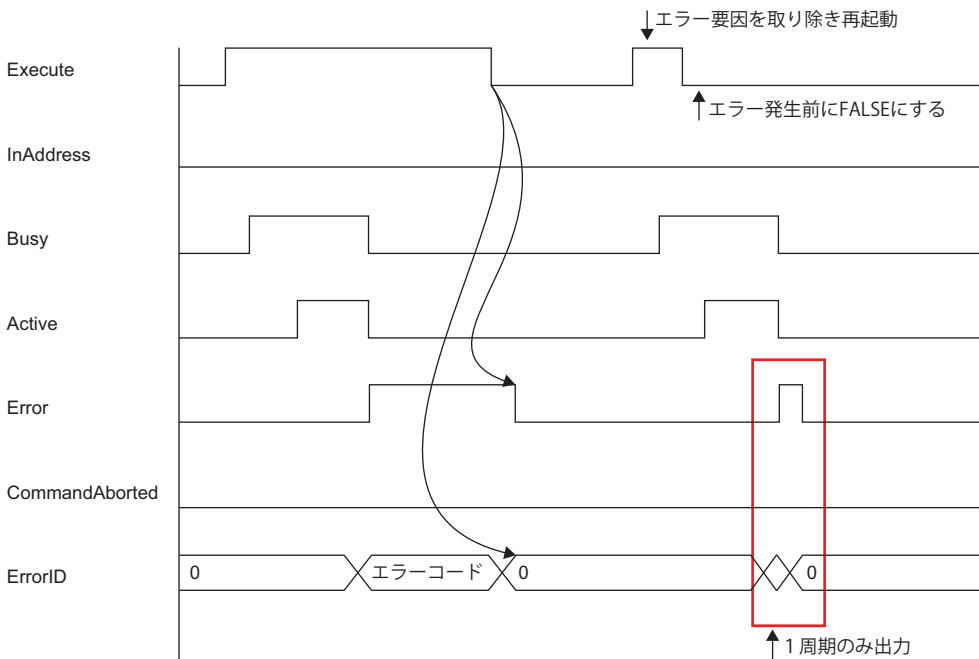 エラー要因を取り除き再起動
Execute
エラー発生前にFALSEにする
InAddress
Busy
Active
Error
CommandAborted
ErrorID
0
エラーコード
0
0
1周期のみ出力